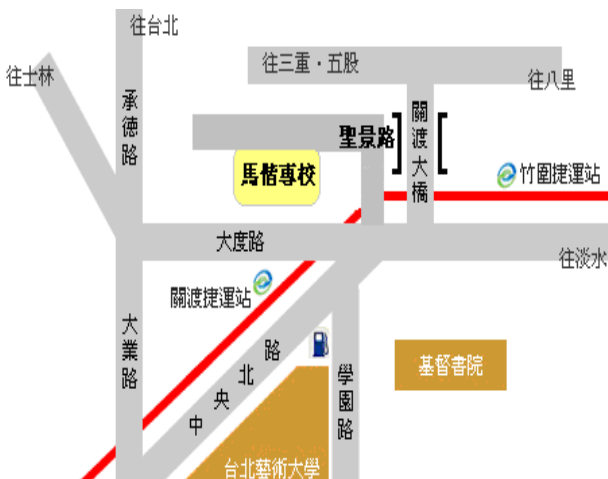 往台北
往士林
往三重・五股
往八里
承德路
關渡大橋
聖景路
馬偕專校
竹圍捷運站
大度路
往淡水
關渡捷運站
大業路
中央北路
學園路
基督書院
台北藝術大學